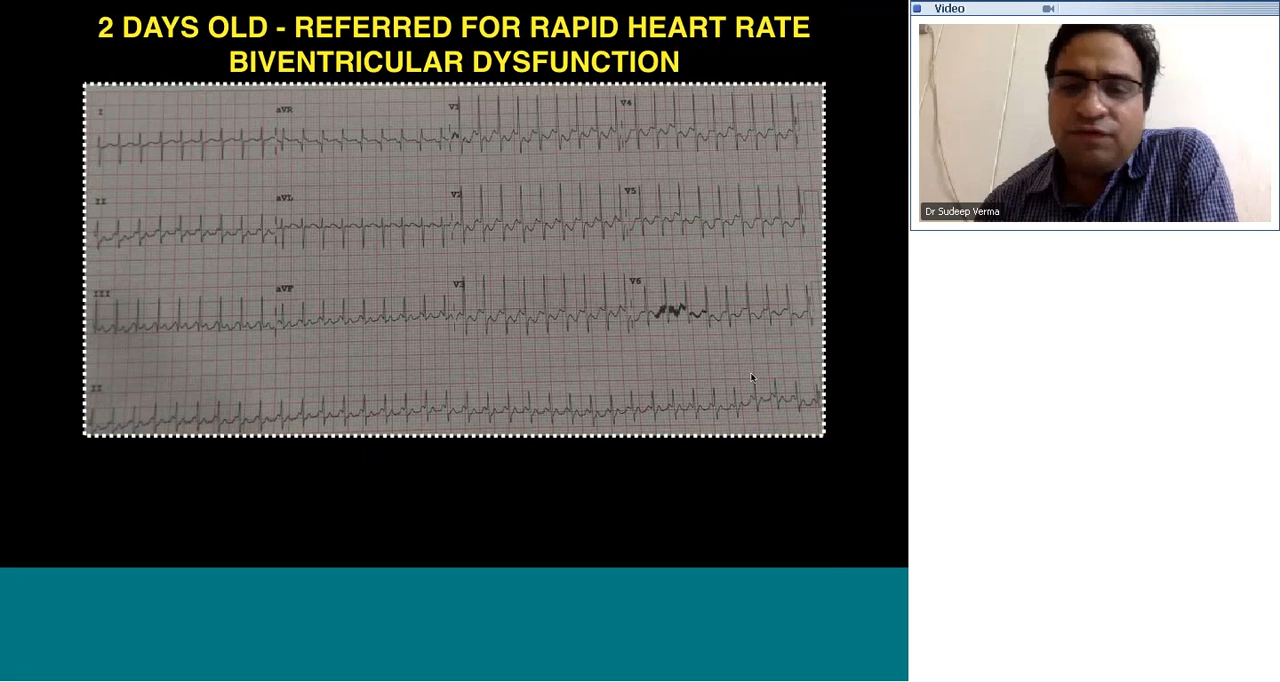 2 DAYS OLD - REFERRED FOR RAPID HEART RATE
BIVENTRICULAR DYSFUNCTION
I
aVR
V1
V4
II
aVL
V2
V5
III
aVF
V3
V6
II
Video
Dr Sudeep Verma